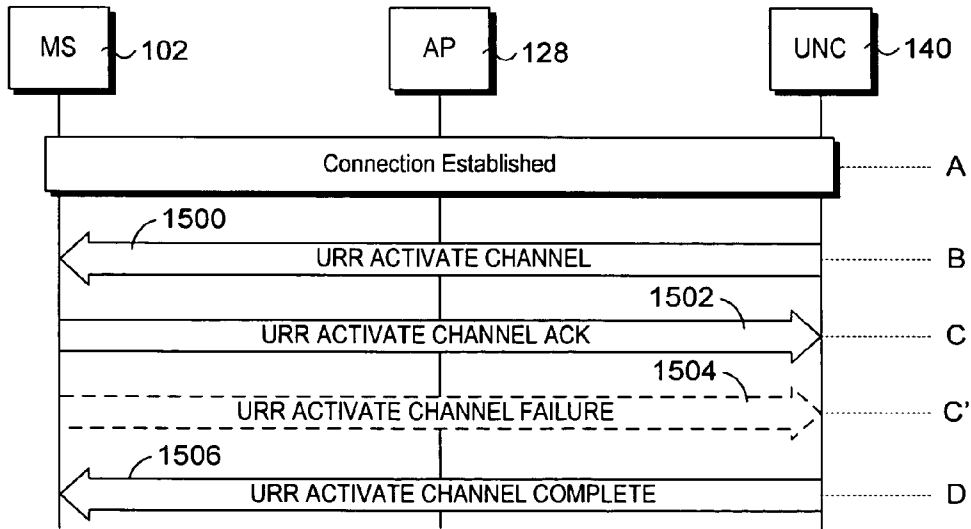 MS 102 AP 128 UNC 140
Connection Established A
1500
URR ACTIVATE CHANNEL B
1502
URR ACTIVATE CHANNEL ACK C
1504
URR ACTIVATE CHANNEL FAILURE C'
1506
URR ACTIVATE CHANNEL COMPLETE D